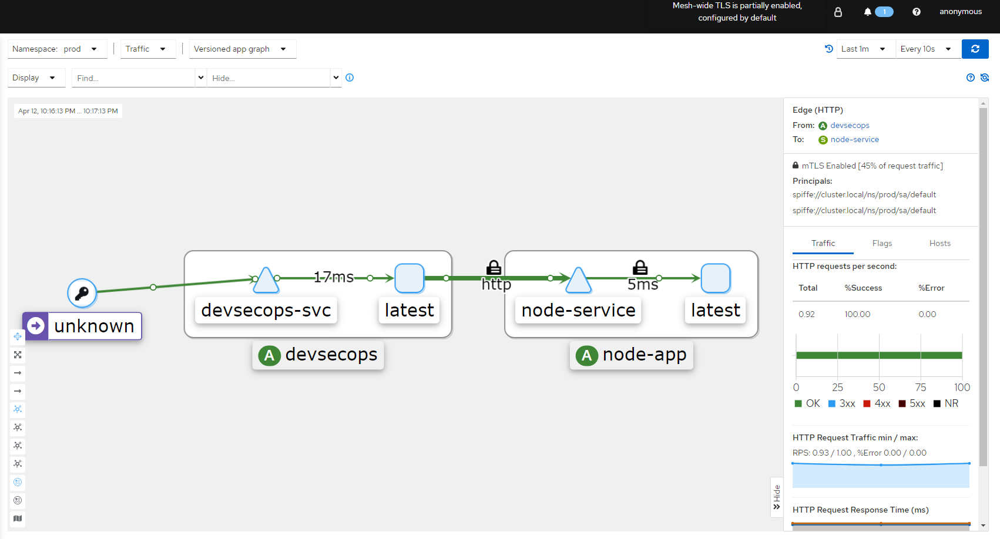 Mesh-wide TLS is partially enabled,
configured by default
1
anonymous
Namespace: prod
Traffic
Versioned app graph
Last 1m
Every 10s
Display
Find...
Hide...
Apr 12, 10:16:13 PM ... 10:17:13 PM
17ms
http
5ms
devsecops-svc
latest
node-service
latest
unknown
A devsecops
A node-app
Hide
Edge (HTTP)
From: A devsecops
To: S node-service
mTLS Enabled [45% of request traffic]
Principals:
spiffe://cluster.local/ns/prod/sa/default
spiffe://cluster.local/ns/prod/sa/default
Traffic Flags Hosts
HTTP requests per second:
Total %Success %Error
0.92 100.00 0.00
0 25 50 75 100
OK 3xx 4xx 5xx NR
HTTP Request Traffic min / max:
RPS: 0.93 / 1.00 , %Error 0.00 / 0.00
HTTP Request Response Time (ms)